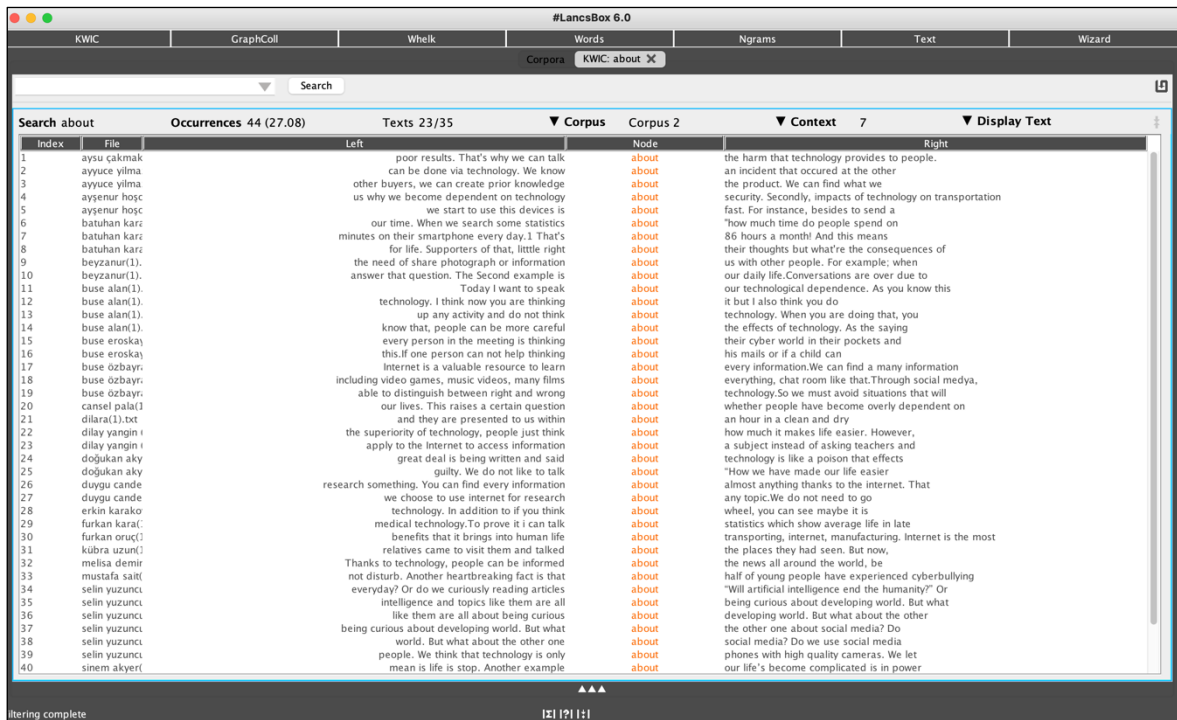 #LancsBox 6.0
KWIC GraphColl Whelk Words Ngrams Text Wizard
Corpora KWIC: about
Search
Search about Occurrences 44 (27.08) Texts 23/35 ▼ Corpus Corpus 2 ▼ Context 7 ▼ Display Text
Index File Left Node Right
1 aysu çakmak poor results. That's why we can talk about the harm that technology provides to people.
2 ayyuce yilma can be done via technology. We know about an incident that occured at the other
3 ayyuce yilma other buyers, we can create prior knowledge about the product. We can find what we
4 ayşenur hoşc us why we become dependent on technology about security. Secondly, impacts of technology on transportation
5 ayşenur hoşc we start to use this devices is about fast. For instance, besides to send a
6 batuhan kara our time. When we search some statistics about "how much time do people spend on
7 batuhan kara minutes on their smartphone every day.1 That's about 86 hours a month! And this means
8 batuhan kara for life. Supporters of that, little right about their thoughts but what're the consequences of
9 beyzanur(1). the need of share photograph or information about us with other people. For example; when
10 beyzanur(1). answer that question. The Second example is about our daily life.Conversations are over due to
11 buse alan(1). Today I want to speak about our technological dependence. As you know this
12 buse alan(1). technology. I think now you are thinking about it but I also think you do
13 buse alan(1). up any activity and do not think about technology. When you are doing that, you
14 buse alan(1). know that, people can be more careful about the effects of technology. As the saying
15 buse eroskay every person in the meeting is thinking about their cyber world in their pockets and
16 buse eroskay this.If one person can not help thinking about his mails or if a child can
17 buse özbayra Internet is a valuable resource to learn about every information.We can find a many information
18 buse özbayra including video games, music videos, many films about everything, chat room like that.Through social medya,
19 buse özbayra able to distinguish between right and wrong about technology.So we must avoid situations that will
20 cansel pala(1 our lives. This raises a certain question about whether people have become overly dependent on
21 dilara(1).txt and they are presented to us within about an hour in a clean and dry
22 dilay yangin the superiority of technology, people just think about how much it makes life easier. However,
23 dilay yangin apply to the Internet to access information about a subject instead of asking teachers and
24 doğukan aky great deal is being written and said about technology is like a poison that effects
25 doğukan aky guilty. We do not like to talk about "How we have made our life easier
26 duygu cande research something. You can find every information about almost anything thanks to the internet. That
27 duygu cande we choose to use internet for research about any topic.We do not need to go
28 erkin karako technology. In addition to if you think about wheel, you can see maybe it is
29 furkan kara( medical technology.To prove it i can talk about statistics which show average life in late
30 furkan oruç( benefits that it brings into human life about transporting, internet, manufacturing. Internet is the most
31 kübra uzun( relatives came to visit them and talked about the places they had seen. But now,
32 melisa demir Thanks to technology, people can be informed about the news all around the world, be
33 mustafa sait( not disturb. Another heartbreaking fact is that about half of young people have experienced cyberbullying
34 selin yuzuncu everyday? Or do we curiously reading articles about "Will artificial intelligence end the humanity?" Or
35 selin yuzuncu intelligence and topics like them are all about being curious about developing world. But what
36 selin yuzuncu like them are all about being curious about developing world. But what about the other
37 selin yuzuncu being curious about developing world. But what about the other one about social media? Do
38 selin yuzuncu world. But what about the other one about social media? Do we use social media
39 selin yuzuncu people. We think that technology is only about phones with high quality cameras. We let
40 sinem akyer( mean is life is stop. Another example about our life's become complicated is in power
▲▲▲
iltering complete